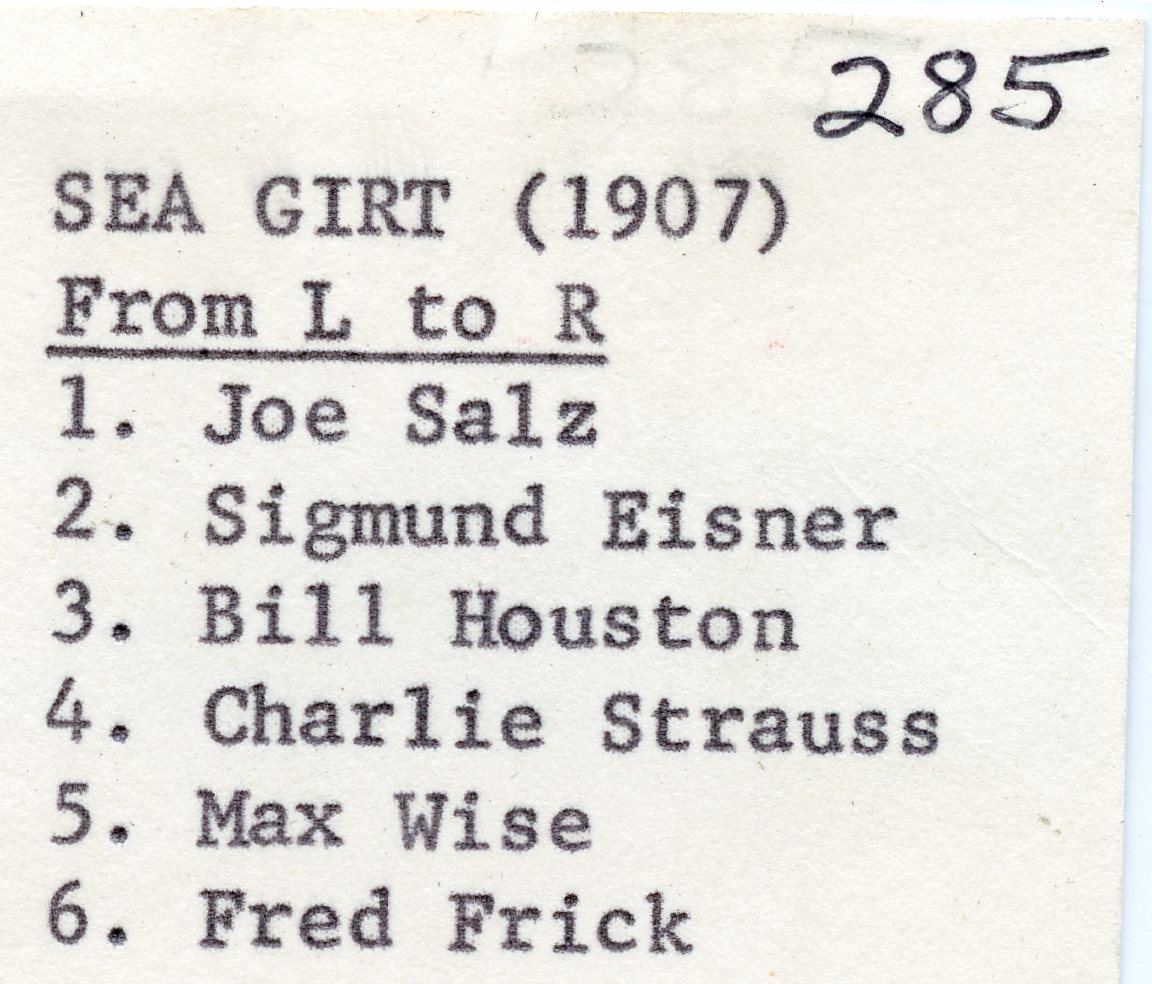 285
SEA GIRT (1907)
From L to R
1. Joe Salz
2. Sigmund Eisner
3. Bill Houston
4. Charlie Strauss
5. Max Wise
6. Fred Frick